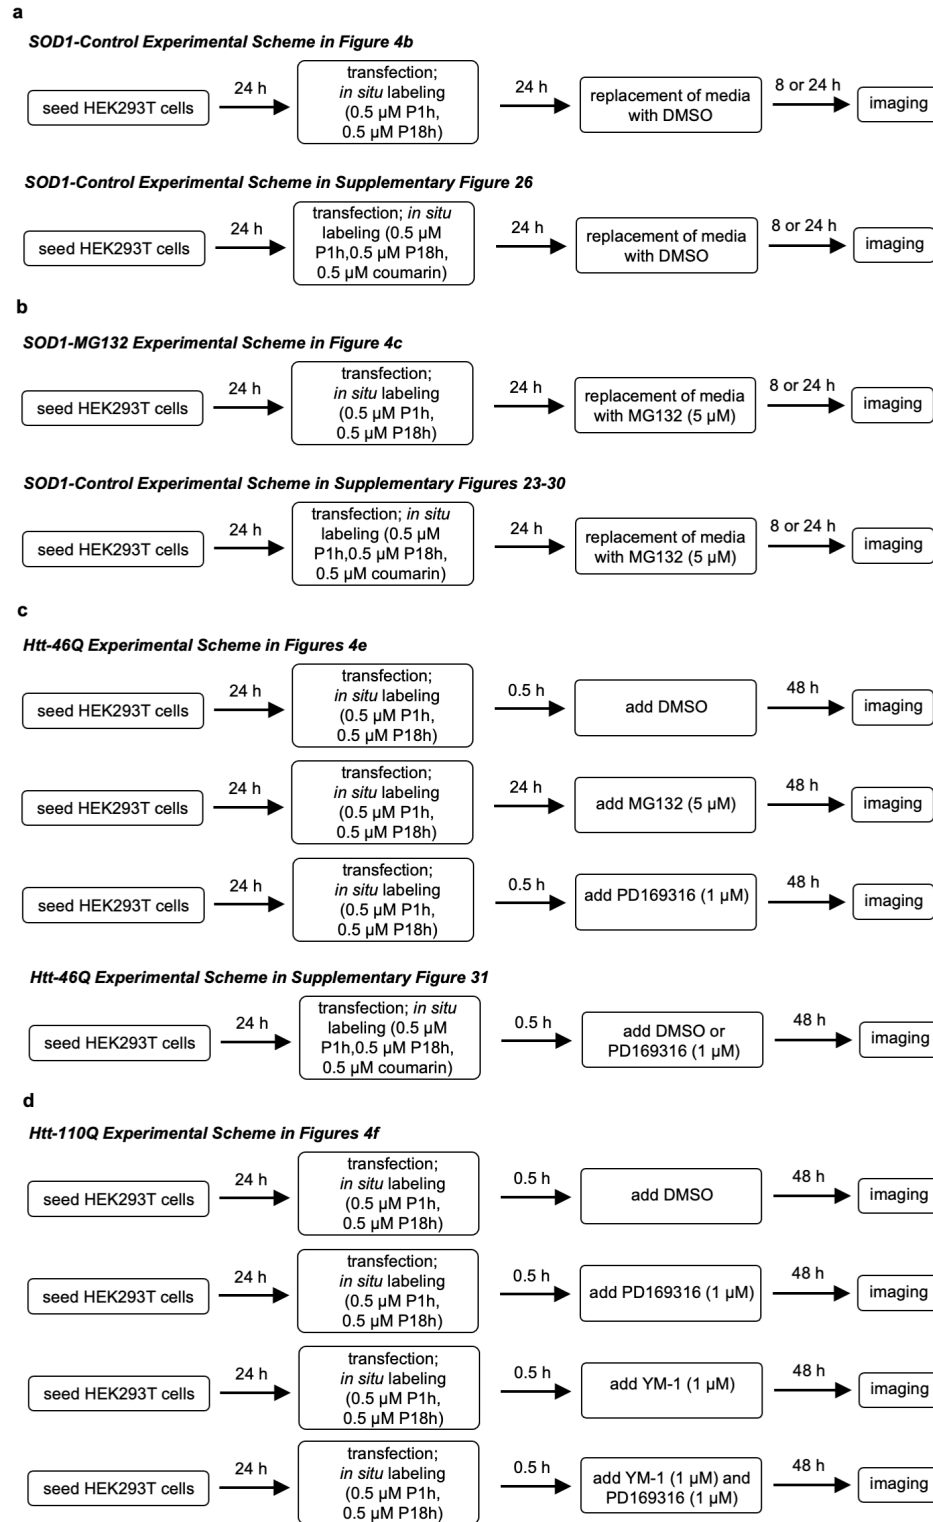 a
SOD1-Control Experimental Scheme in Figure 4b
seed HEK293T cells
24 h
transfection;
in situ labeling
(0.5 µM P1h,
0.5 µM P18h)
24 h
replacement of media
with DMSO
8 or 24 h
imaging
SOD1-Control Experimental Scheme in Supplementary Figure 26
seed HEK293T cells
24 h
transfection; in situ
labeling (0.5 µM
P1h,0.5 µM P18h,
0.5 µM coumarin)
24 h
replacement of media
with DMSO
8 or 24 h
imaging
b
SOD1-MG132 Experimental Scheme in Figure 4c
seed HEK293T cells
24 h
transfection;
in situ labeling
(0.5 µM P1h,
0.5 µM P18h)
24 h
replacement of media
with MG132 (5 µM)
8 or 24 h
imaging
SOD1-Control Experimental Scheme in Supplementary Figures 23-30
seed HEK293T cells
24 h
transfection; in situ
labeling (0.5 µM
P1h,0.5 µM P18h,
0.5 µM coumarin)
24 h
replacement of media
with MG132 (5 µM)
8 or 24 h
imaging
c
Htt-46Q Experimental Scheme in Figures 4e
seed HEK293T cells
24 h
transfection;
in situ labeling
(0.5 µM P1h,
0.5 µM P18h)
0.5 h
add DMSO
48 h
imaging
seed HEK293T cells
24 h
transfection;
in situ labeling
(0.5 µM P1h,
0.5 µM P18h)
24 h
add MG132 (5 µM)
48 h
imaging
seed HEK293T cells
24 h
transfection;
in situ labeling
(0.5 µM P1h,
0.5 µM P18h)
0.5 h
add PD169316 (1 µM)
48 h
imaging
Htt-46Q Experimental Scheme in Supplementary Figure 31
seed HEK293T cells
24 h
transfection; in situ
labeling (0.5 µM
P1h,0.5 µM P18h,
0.5 µM coumarin)
0.5 h
add DMSO or
PD169316 (1 µM)
48 h
imaging
d
Htt-110Q Experimental Scheme in Figures 4f
seed HEK293T cells
24 h
transfection;
in situ labeling
(0.5 µM P1h,
0.5 µM P18h)
0.5 h
add DMSO
48 h
imaging
seed HEK293T cells
24 h
transfection;
in situ labeling
(0.5 µM P1h,
0.5 µM P18h)
0.5 h
add PD169316 (1 µM)
48 h
imaging
seed HEK293T cells
24 h
transfection;
in situ labeling
(0.5 µM P1h,
0.5 µM P18h)
0.5 h
add YM-1 (1 µM)
48 h
imaging
seed HEK293T cells
24 h
transfection;
in situ labeling
(0.5 µM P1h,
0.5 µM P18h)
0.5 h
add YM-1 (1 µM) and
PD169316 (1 µM)
48 h
imaging